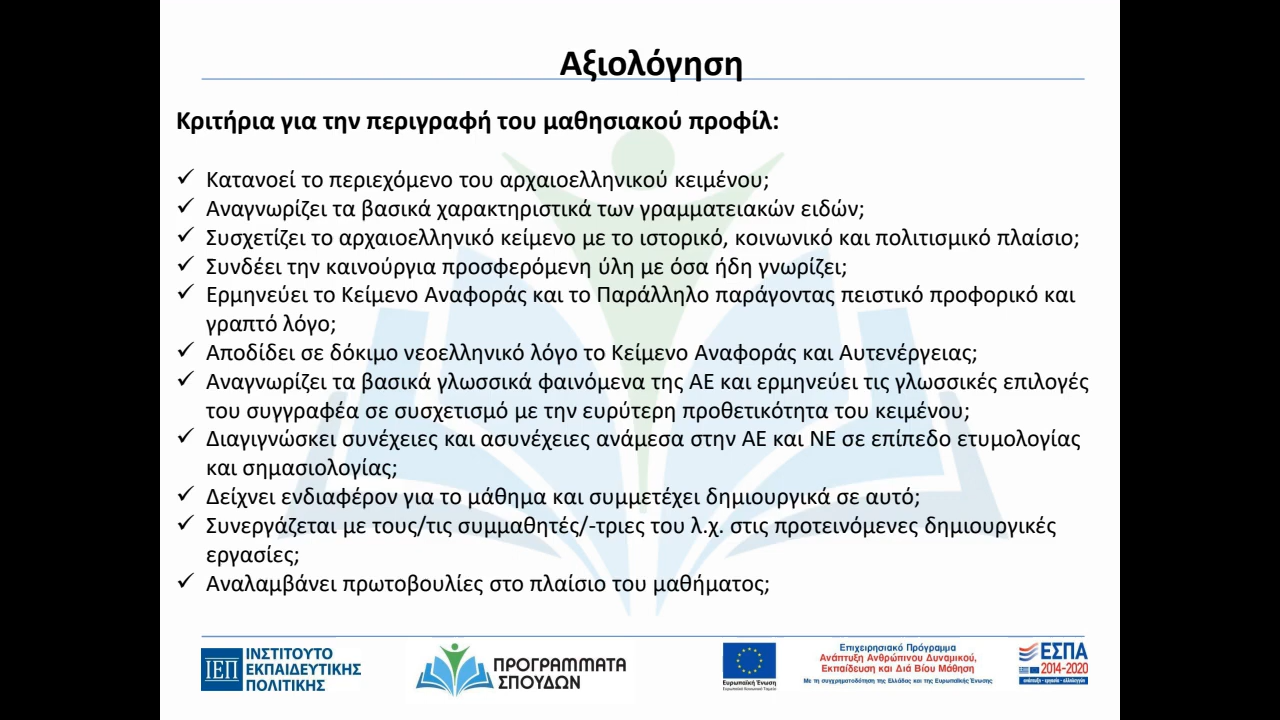 Αξιολόγηση
Κριτήρια για την περιγραφή του μαθησιακού προφίλ:
✓ Κατανοεί το περιεχόμενο του αρχαιοελληνικού κειμένου;
✓ Αναγνωρίζει τα βασικά χαρακτηριστικά των γραμματειακών ειδών;
✓ Συσχετίζει το αρχαιοελληνικό κείμενο με το ιστορικό, κοινωνικό και πολιτισμικό πλαίσιο;
✓ Συνδέει την καινούργια προσφερόμενη ύλη με όσα ήδη γνωρίζει;
✓ Ερμηνεύει το Κείμενο Αναφοράς και το Παράλληλο παράγοντας πειστικό προφορικό και
γραπτό λόγο;
✓ Αποδίδει σε δόκιμο νεοελληνικό λόγο το Κείμενο Αναφοράς και Αυτενέργειας;
✓ Αναγνωρίζει τα βασικά γλωσσικά φαινόμενα της ΑΕ και ερμηνεύει τις γλωσσικές επιλογές
του συγγραφέα σε συσχετισμό με την ευρύτερη προθετικότητα του κειμένου;
✓ Διαγιγνώσκει συνέχειες και ασυνέχειες ανάμεσα στην ΑΕ και ΝΕ σε επίπεδο ετυμολογίας
και σημασιολογίας;
✓ Δείχνει ενδιαφέρον για το μάθημα και συμμετέχει δημιουργικά σε αυτό;
✓ Συνεργάζεται με τους/τις συμμαθητές/-τριες του λ.χ. στις προτεινόμενες δημιουργικές
εργασίες;
✓ Αναλαμβάνει πρωτοβουλίες στο πλαίσιο του μαθήματος;
ΙΕΠ
ΙΝΣΤΙΤΟΥΤΟ
ΕΚΠΑΙΔΕΥΤΙΚΗΣ
ΠΟΛΙΤΙΚΗΣ
ΠΡΟΓΡΑΜΜΑΤΑ
ΣΠΟΥΔΩΝ
Ευρωπαϊκή Ένωση
Ευρωπαϊκό Κοινωνικό Ταμείο
Επιχειρησιακό Πρόγραμμα
Ανάπτυξη Ανθρώπινου Δυναμικού,
Εκπαίδευση και Διά Βίου Μάθηση
Με τη συγχρηματοδότηση της Ελλάδας και της Ευρωπαϊκής Ένωσης
ΕΣΠΑ
2014-2020
ανάπτυξη - εργασία - αλληλεγγύη